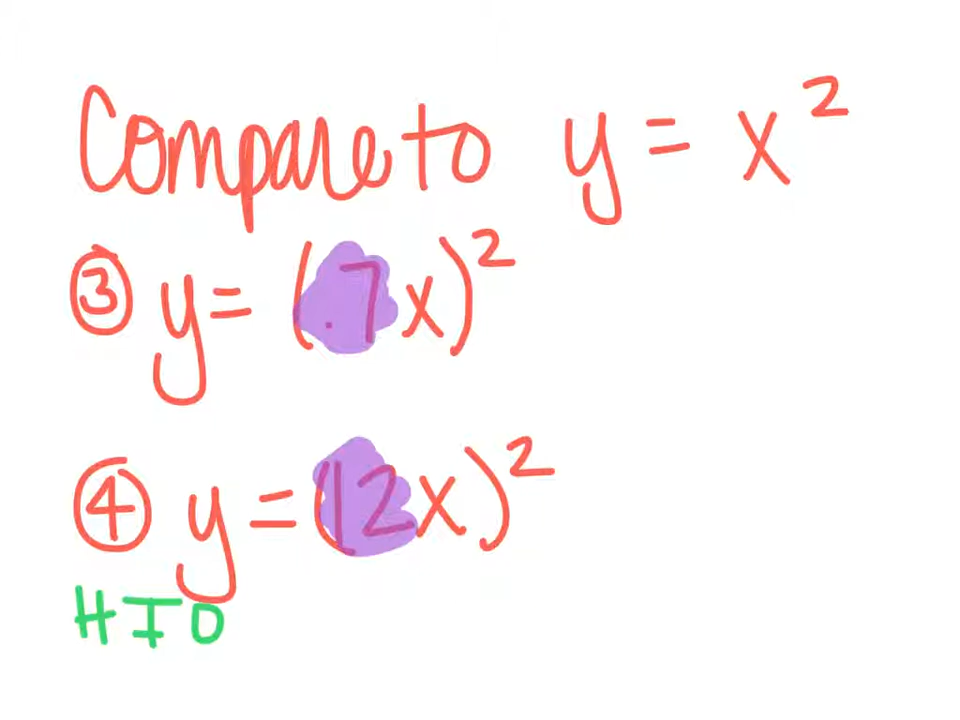 Compare to y = x²
③ y = (.7x)²
④ y = (12x)²
HIO